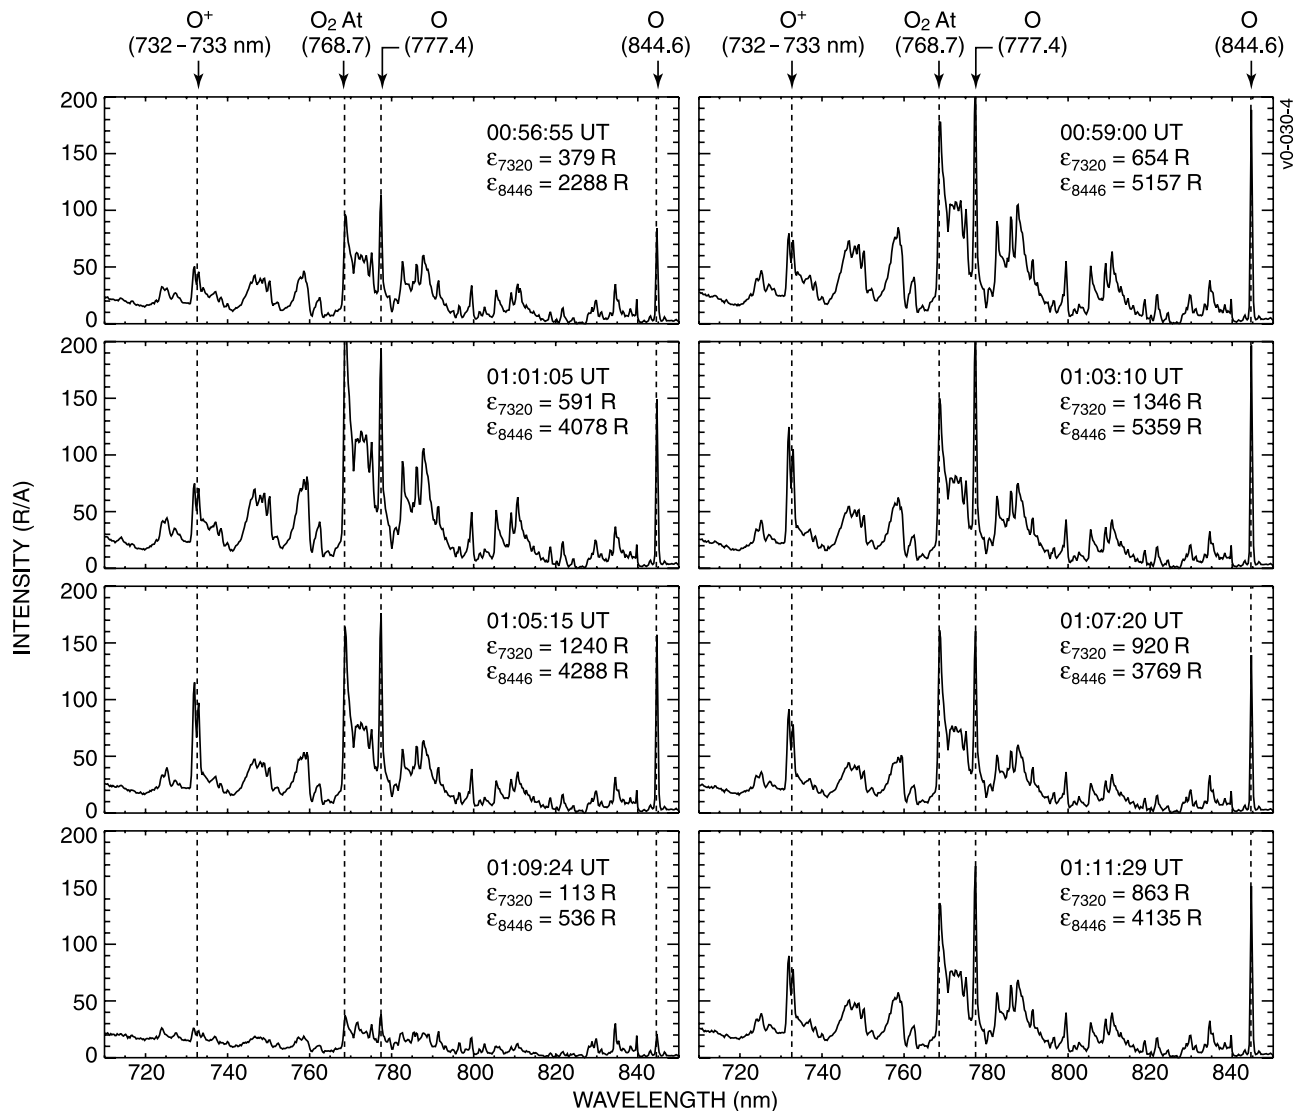 O⁺ O₂ At O O O⁺ O₂ At O O
(732–733 nm) (768.7) (777.4) (844.6) (732–733 nm) (768.7) (777.4) (844.6)
v0-030-4
INTENSITY (R/A)
200
150
100
50
0
00:56:55 UT
ε₇₃₂₀ = 379 R
ε₈₄₄₆ = 2288 R
00:59:00 UT
ε₇₃₂₀ = 654 R
ε₈₄₄₆ = 5157 R
200
150
100
50
0
01:01:05 UT
ε₇₃₂₀ = 591 R
ε₈₄₄₆ = 4078 R
01:03:10 UT
ε₇₃₂₀ = 1346 R
ε₈₄₄₆ = 5359 R
200
150
100
50
0
01:05:15 UT
ε₇₃₂₀ = 1240 R
ε₈₄₄₆ = 4288 R
01:07:20 UT
ε₇₃₂₀ = 920 R
ε₈₄₄₆ = 3769 R
200
150
100
50
0
01:09:24 UT
ε₇₃₂₀ = 113 R
ε₈₄₄₆ = 536 R
01:11:29 UT
ε₇₃₂₀ = 863 R
ε₈₄₄₆ = 4135 R
720 740 760 780 800 820 840 720 740 760 780 800 820 840
WAVELENGTH (nm)